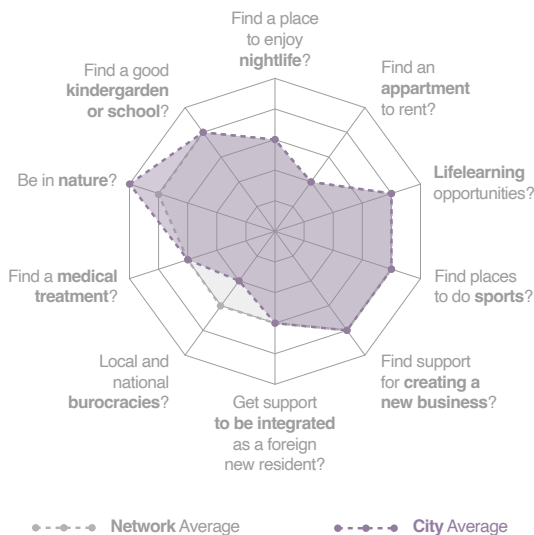 Find a place
to enjoy
nightlife?
Find an
appartment
to rent?
Lifelearning
opportunities?
Find places
to do sports?
Find support
for creating a
new business?
Get support
to be integrated
as a foreign
new resident?
Local and
national
burocracies?
Find a medical
treatment?
Be in nature?
Find a good
kindergarden
or school?
Network Average
City Average